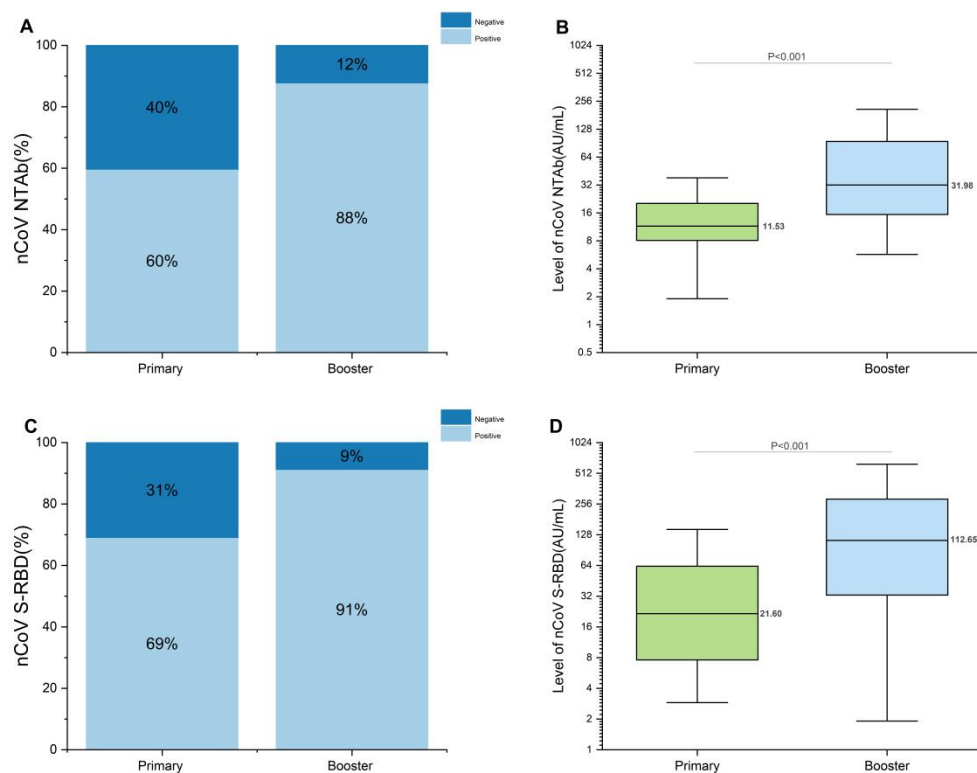 A
Negative
Positive
nCoV NTAb(%)
100
80
60
40
20
0
40%
60%
12%
88%
Primary
Booster
B
Level of nCoV NTAb(AU/mL)
1024
512
256
128
64
32
16
8
4
2
1
0.5
P<0.001
11.53
31.98
Primary
Booster
C
Negative
Positive
nCoV S-RBD(%)
100
80
60
40
20
0
31%
69%
9%
91%
Primary
Booster
D
Level of nCoV S-RBD(AU/mL)
1024
512
256
128
64
32
16
8
4
2
1
P<0.001
21.60
112.65
Primary
Booster